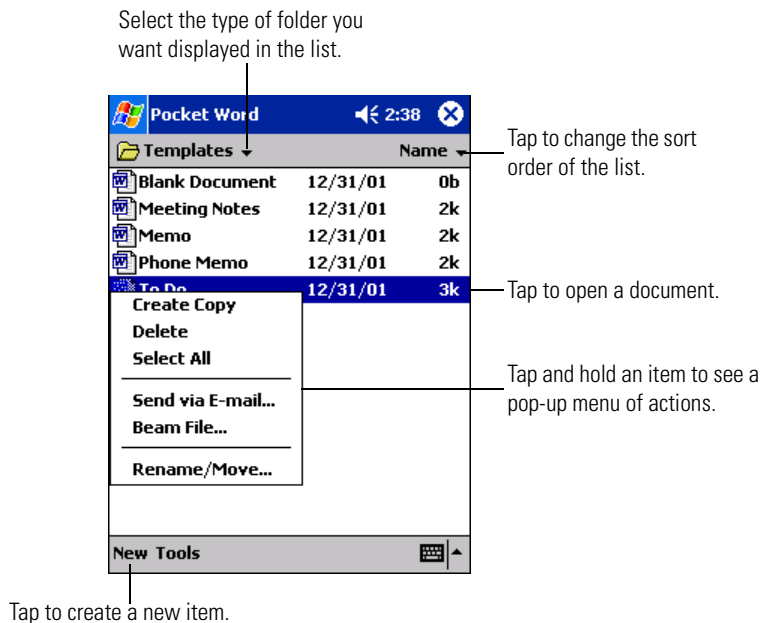 Select the type of folder you
want displayed in the list.
Pocket Word 2:38
Templates Name
Tap to change the sort
order of the list.
Blank Document 12/31/01 0b
Meeting Notes 12/31/01 2k
Memo 12/31/01 2k
Phone Memo 12/31/01 2k
To Do 12/31/01 3k
Tap to open a document.
Create Copy
Delete
Select All
Send via E-mail...
Beam File...
Rename/Move...
Tap and hold an item to see a
pop-up menu of actions.
New Tools
Tap to create a new item.